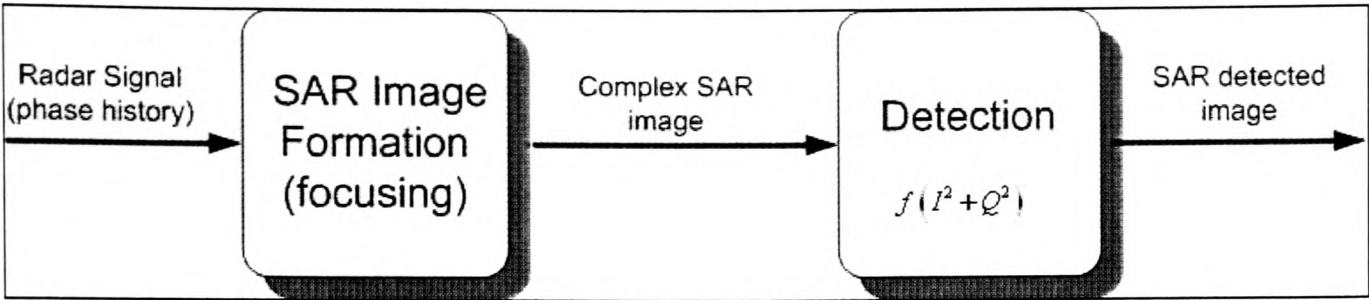 Radar Signal
(phase history)
SAR Image
Formation
(focusing)
Complex SAR
image
Detection
f(I²+Q²)
SAR detected
image